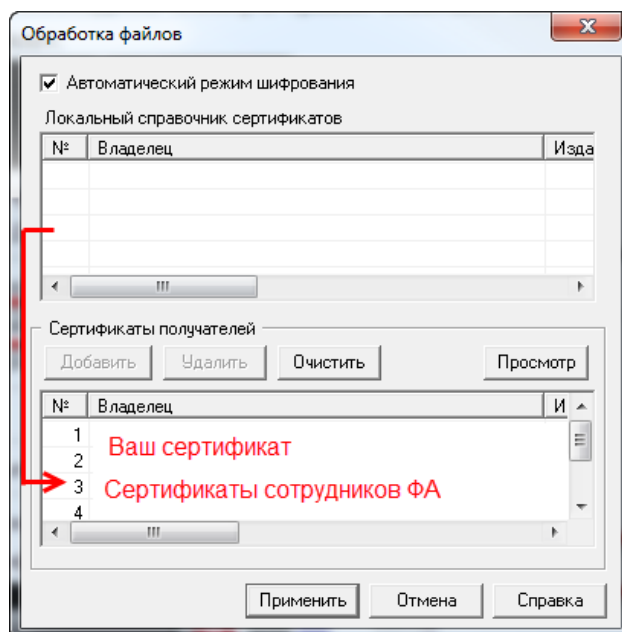 Обработка файлов
Автоматический режим шифрования
Локальный справочник сертификатов
№ Владелец Изда
Сертификаты получателей
Добавить Удалить Очистить Просмотр
№ Владелец И
1
Ваш сертификат
2
3 Сертификаты сотрудников ФА
4
Применить Отмена Справка